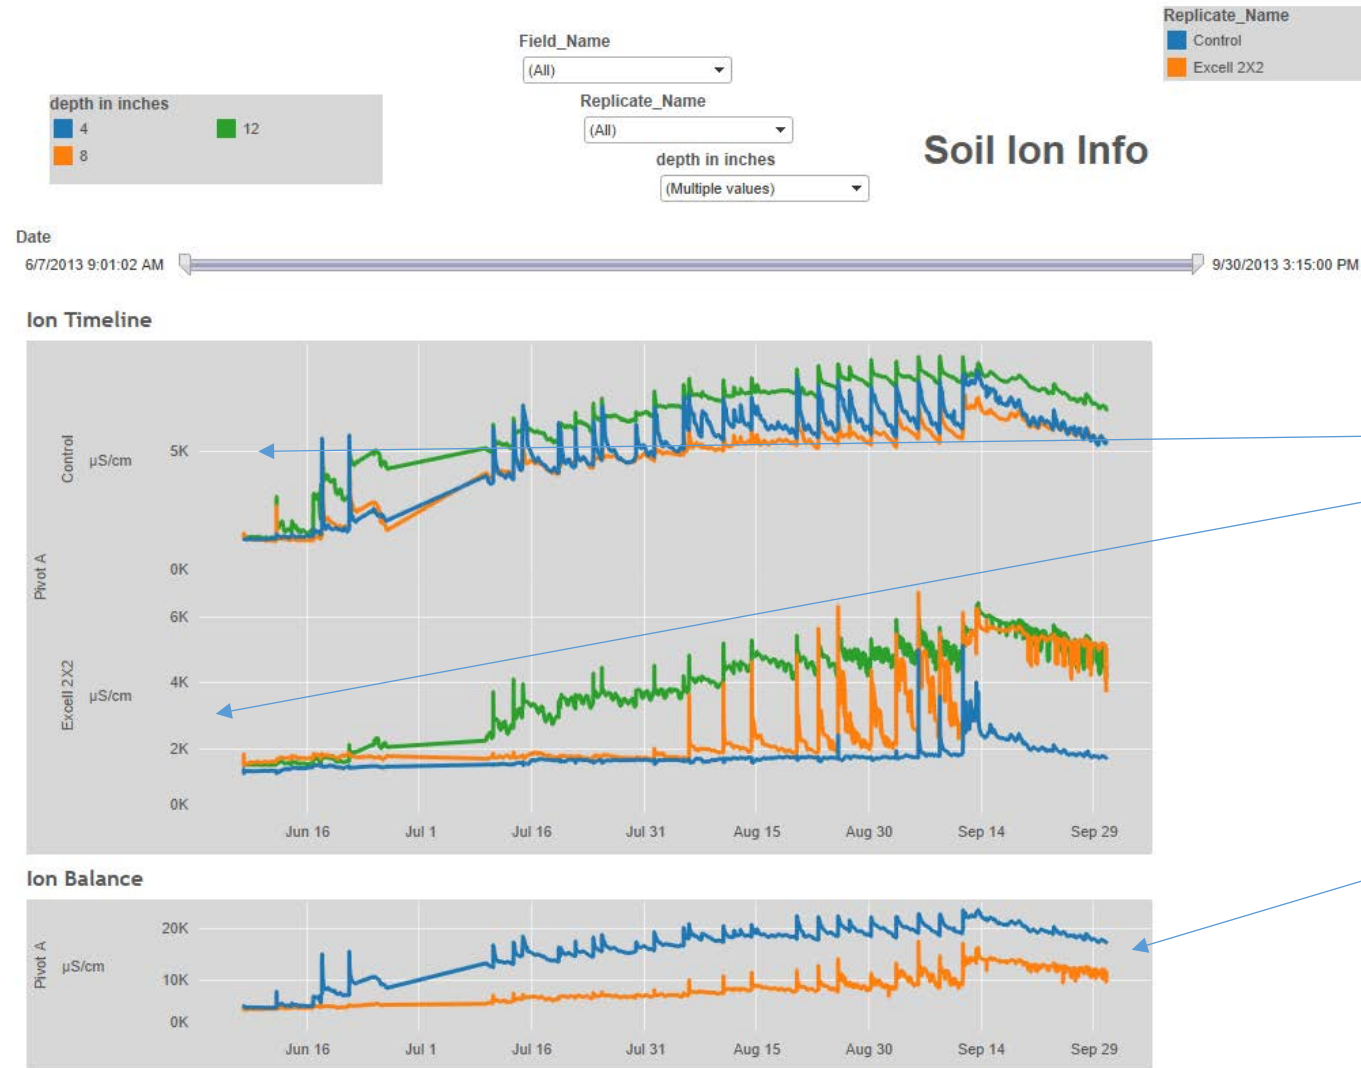 Replicate_Name
Control
Excell 2X2
Field_Name
(All)
depth in inches
4
12
8
Replicate_Name
(All)
depth in inches
(Multiple values)
Soil Ion Info
Date
6/7/2013 9:01:02 AM
9/30/2013 3:15:00 PM
Ion Timeline
Pivot A
Control
µS/cm
5K
0K
Excell 2X2
µS/cm
6K
4K
2K
0K
Jun 16 Jul 1 Jul 16 Jul 31 Aug 15 Aug 30 Sep 14 Sep 29
Ion Balance
Pivot A
µS/cm
20K
10K
0K
Jun 16 Jul 1 Jul 16 Jul 31 Aug 15 Aug 30 Sep 14 Sep 29